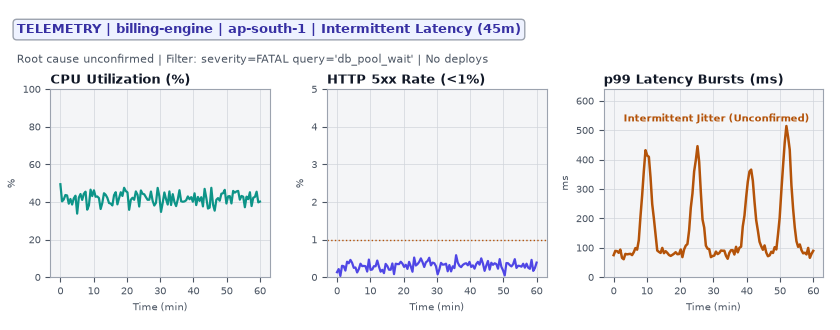 TELEMETRY | billing-engine | ap-south-1 | Intermittent Latency (45m)
Root cause unconfirmed | Filter: severity=FATAL query='db_pool_wait' | No deploys
CPU Utilization (%)
100
80
60
40
20
0
%
0 10 20 30 40 50 60
Time (min)
HTTP 5xx Rate (<1%)
5
4
3
2
1
0
%
0 10 20 30 40 50 60
Time (min)
p99 Latency Bursts (ms)
Intermittent Jitter (Unconfirmed)
600
500
400
300
200
100
0
ms
0 10 20 30 40 50 60
Time (min)